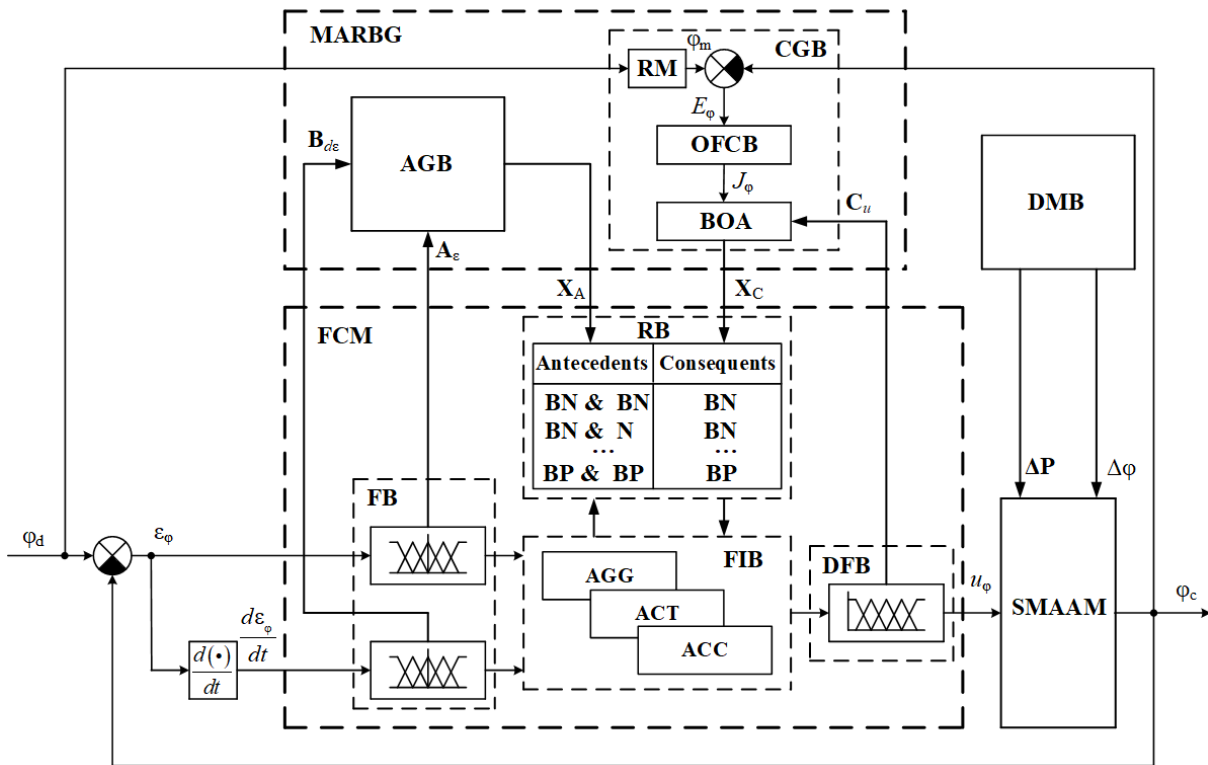 MARBG
CGB
φm
RM
Eφ
OFCB
Jφ
BOA
Cu
AGB
Bdε
Aε
DMB
XA
XC
FCM
RB
Antecedents Consequents
BN & BN BN
BN & N BN
... ...
BP & BP BP
ΔP
Δφ
FB
φd
εφ
FIB
AGG
ACT
ACC
DFB
uφ
SMAAM
φc
dεφ
dt
d(•)
dt